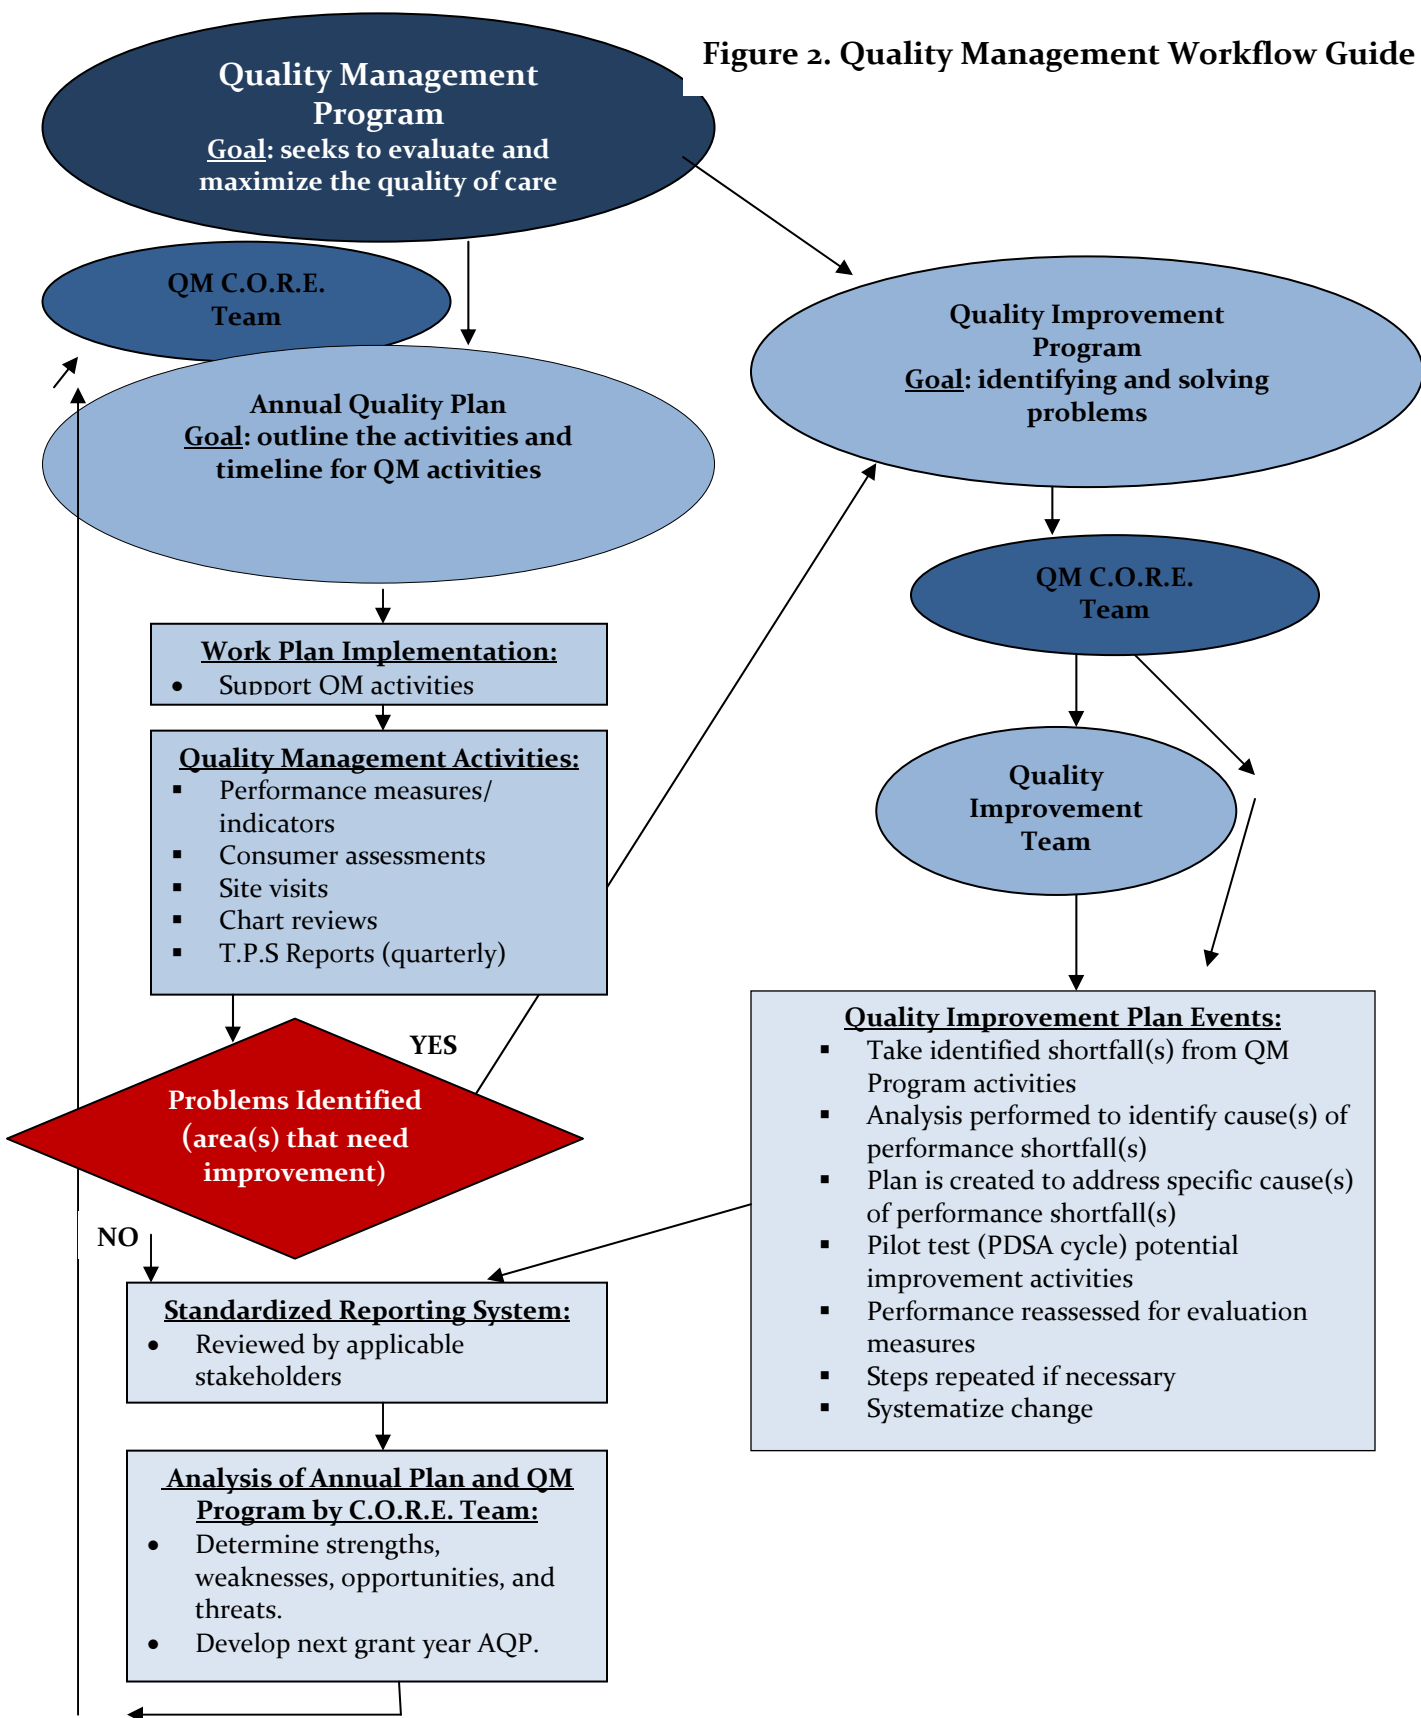 Figure 2. Quality Management Workflow Guide
Quality Management
Program
Goal: seeks to evaluate and
maximize the quality of care
QM C.O.R.E.
Team
Annual Quality Plan
Goal: outline the activities and
timeline for QM activities
Work Plan Implementation:
• Support QM activities
Quality Management Activities:
▪ Performance measures/
indicators
▪ Consumer assessments
▪ Site visits
▪ Chart reviews
▪ T.P.S Reports (quarterly)
YES
Problems Identified
(area(s) that need
improvement)
NO
Standardized Reporting System:
• Reviewed by applicable
stakeholders
Analysis of Annual Plan and QM
Program by C.O.R.E. Team:
• Determine strengths,
weaknesses, opportunities, and
threats.
• Develop next grant year AQP.
Quality Improvement
Program
Goal: identifying and solving
problems
QM C.O.R.E.
Team
Quality
Improvement
Team
Quality Improvement Plan Events:
▪ Take identified shortfall(s) from QM
Program activities
▪ Analysis performed to identify cause(s) of
performance shortfall(s)
▪ Plan is created to address specific cause(s)
of performance shortfall(s)
▪ Pilot test (PDSA cycle) potential
improvement activities
▪ Performance reassessed for evaluation
measures
▪ Steps repeated if necessary
▪ Systematize change